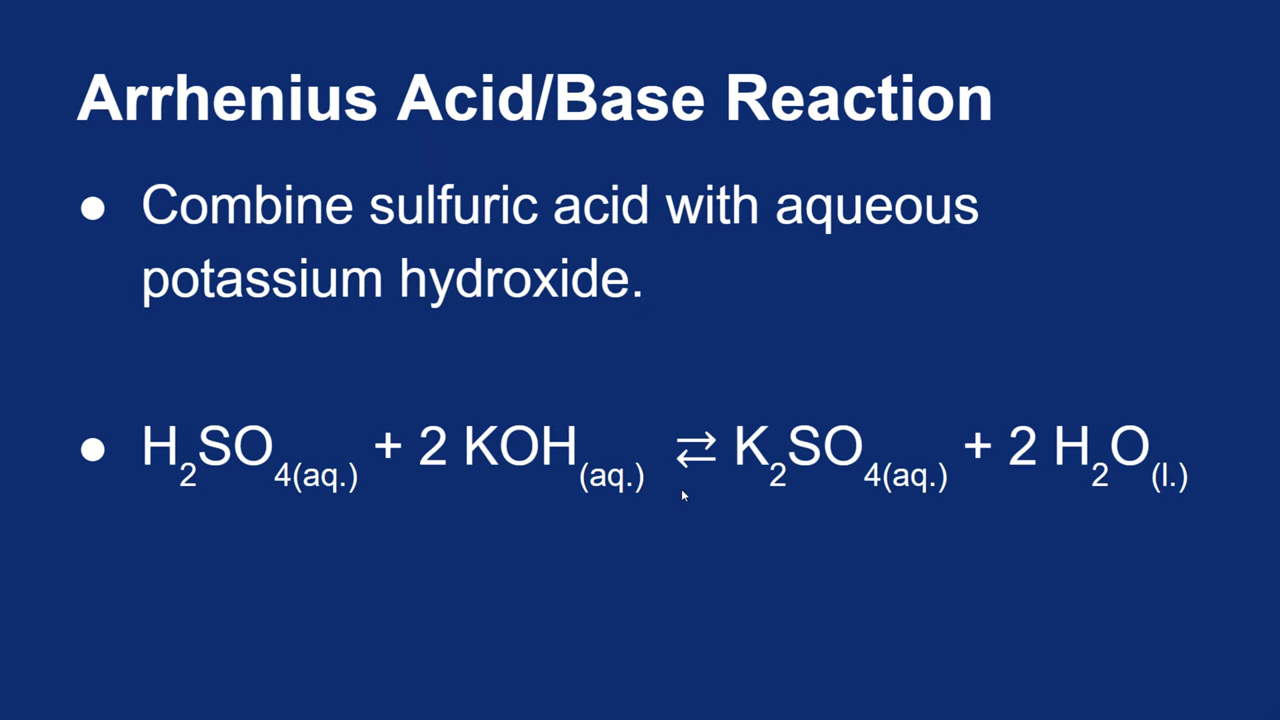 Arrhenius Acid/Base Reaction
● Combine sulfuric acid with aqueous
potassium hydroxide.
● H₂SO₄₍aq.₎ + 2 KOH₍aq.₎ ⇄ K₂SO₄₍aq.₎ + 2 H₂O₍l.₎